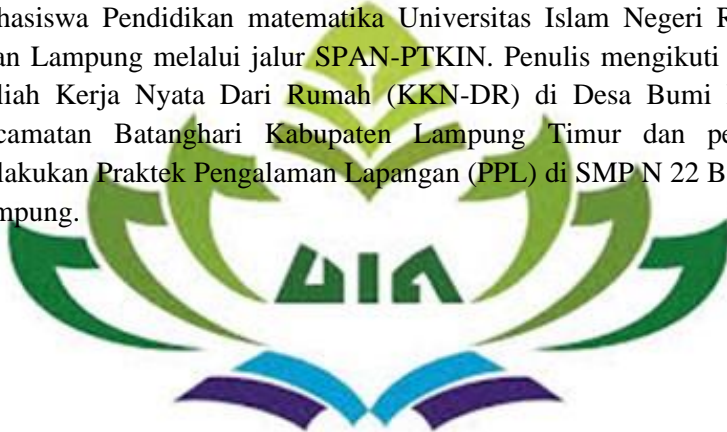 hasiswa Pendidikan matematika Universitas Islam Negeri R
an Lampung melalui jalur SPAN-PTKIN. Penulis mengikuti
liah Kerja Nyata Dari Rumah (KKN-DR) di Desa Bumi
camatan Batanghari Kabupaten Lampung Timur dan pe
lakukan Praktek Pengalaman Lapangan (PPL) di SMP N 22 B
mpung.
UIN